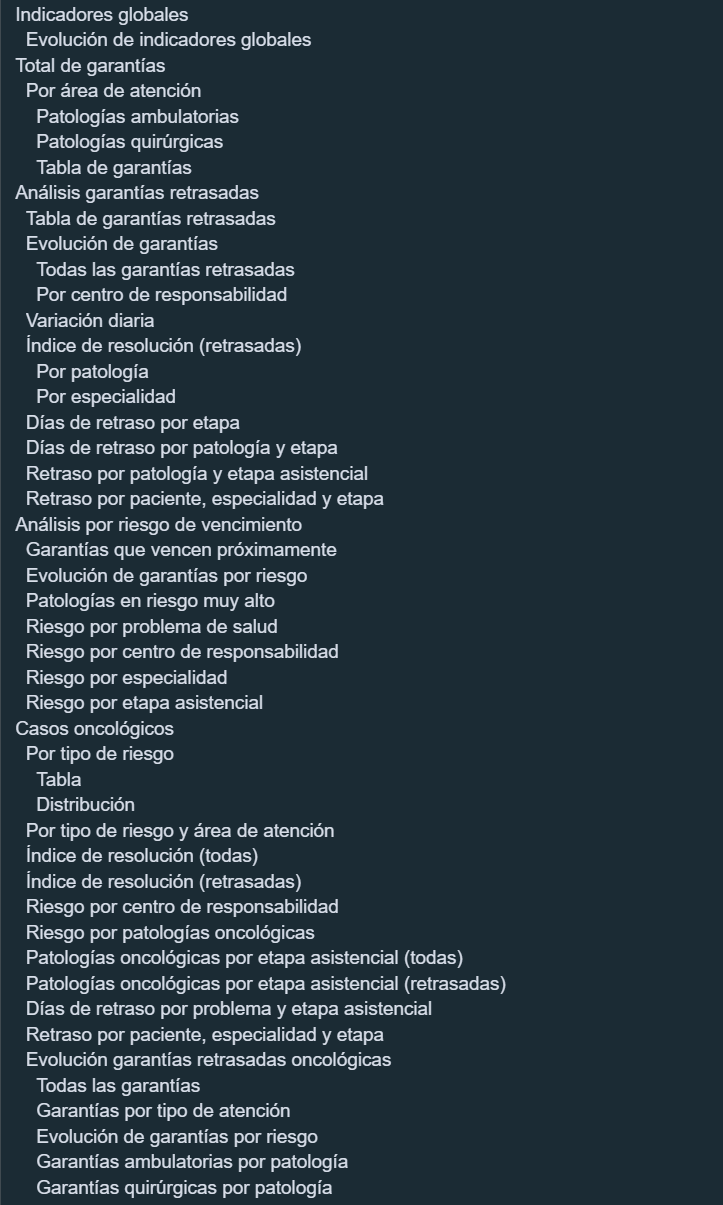 Indicadores globales
Evolución de indicadores globales
Total de garantías
Por área de atención
Patologías ambulatorias
Patologías quirúrgicas
Tabla de garantías
Análisis garantías retrasadas
Tabla de garantías retrasadas
Evolución de garantías
Todas las garantías retrasadas
Por centro de responsabilidad
Variación diaria
Índice de resolución (retrasadas)
Por patología
Por especialidad
Días de retraso por etapa
Días de retraso por patología y etapa
Retraso por patología y etapa asistencial
Retraso por paciente, especialidad y etapa
Análisis por riesgo de vencimiento
Garantías que vencen próximamente
Evolución de garantías por riesgo
Patologías en riesgo muy alto
Riesgo por problema de salud
Riesgo por centro de responsabilidad
Riesgo por especialidad
Riesgo por etapa asistencial
Casos oncológicos
Por tipo de riesgo
Tabla
Distribución
Por tipo de riesgo y área de atención
Índice de resolución (todas)
Índice de resolución (retrasadas)
Riesgo por centro de responsabilidad
Riesgo por patologías oncológicas
Patologías oncológicas por etapa asistencial (todas)
Patologías oncológicas por etapa asistencial (retrasadas)
Días de retraso por problema y etapa asistencial
Retraso por paciente, especialidad y etapa
Evolución garantías retrasadas oncológicas
Todas las garantías
Garantías por tipo de atención
Evolución de garantías por riesgo
Garantías ambulatorias por patología
Garantías quirúrgicas por patología